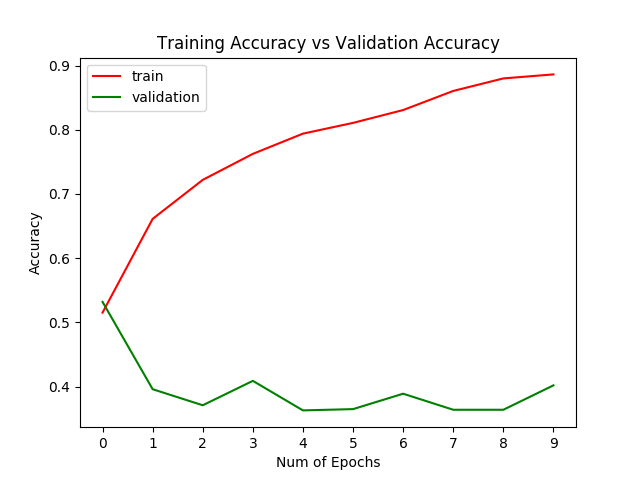 Training Accuracy vs Validation Accuracy
train
validation
0.9
0.8
0.7
0.6
0.5
0.4
Accuracy
0 1 2 3 4 5 6 7 8 9
Num of Epochs